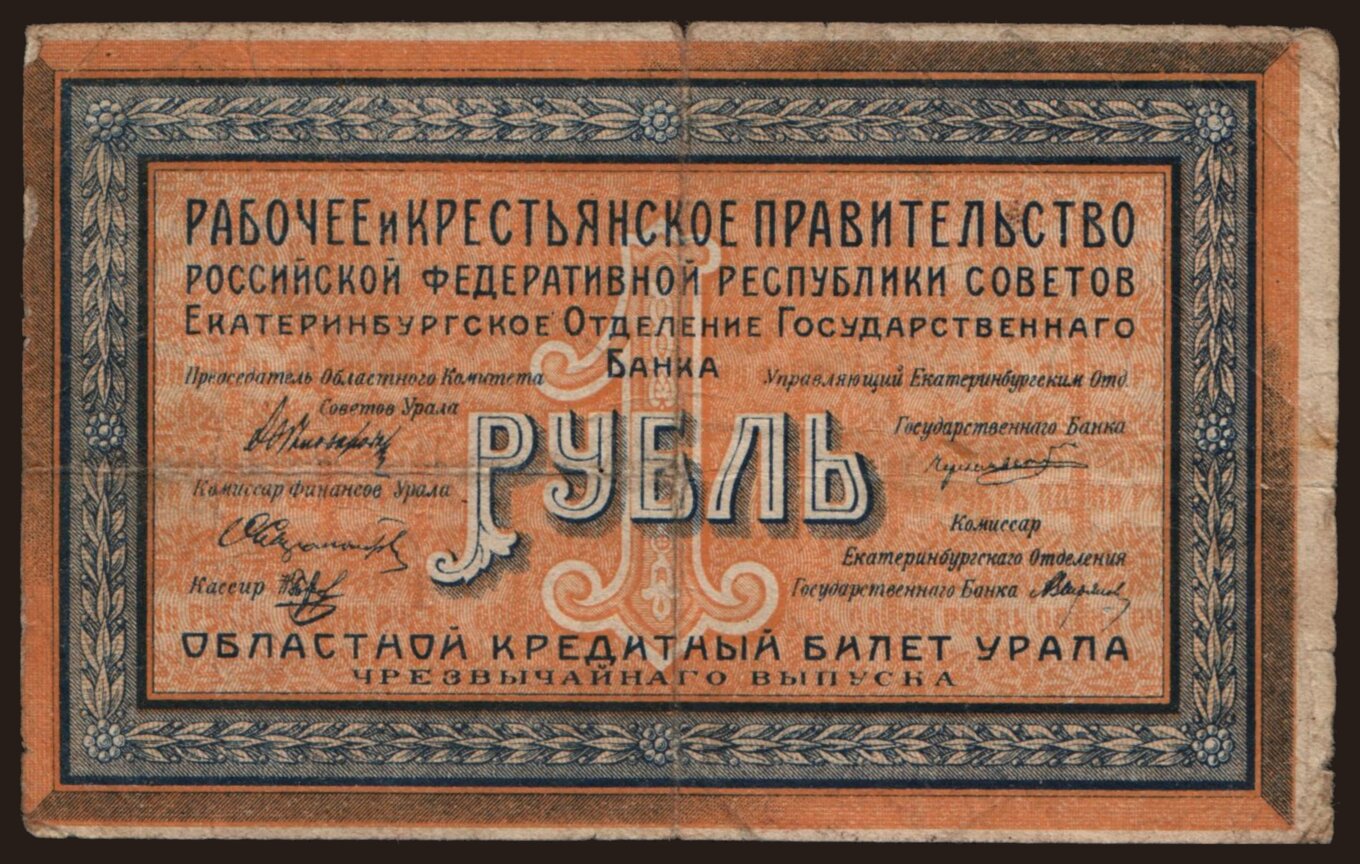 РАБОЧЕЕ и КРЕСТЬЯНСКОЕ ПРАВИТЕЛЬСТВО
РОССИЙСКОЙ ФЕДЕРАТИВНОЙ РЕСПУБЛИКИ СОВЕТОВ
ЕКАТЕРИНБУРГСКОЕ ОТДЕЛЕНИЕ ГОСУДАРСТВЕННАГО
БАНКА
Председатель Областного Комитета
Советов Урала
Комиссар Финансов Урала
Кассир
Управляющий Екатеринбургским Отд.
Государственнаго Банка
Комиссар
Екатеринбургскаго Отделения
Государственнаго Банка
1
РУБЛЬ
ОБЛАСТНОЙ КРЕДИТНЫЙ БИЛЕТ УРАЛА
ЧРЕЗВЫЧАЙНАГО ВЫПУСКА